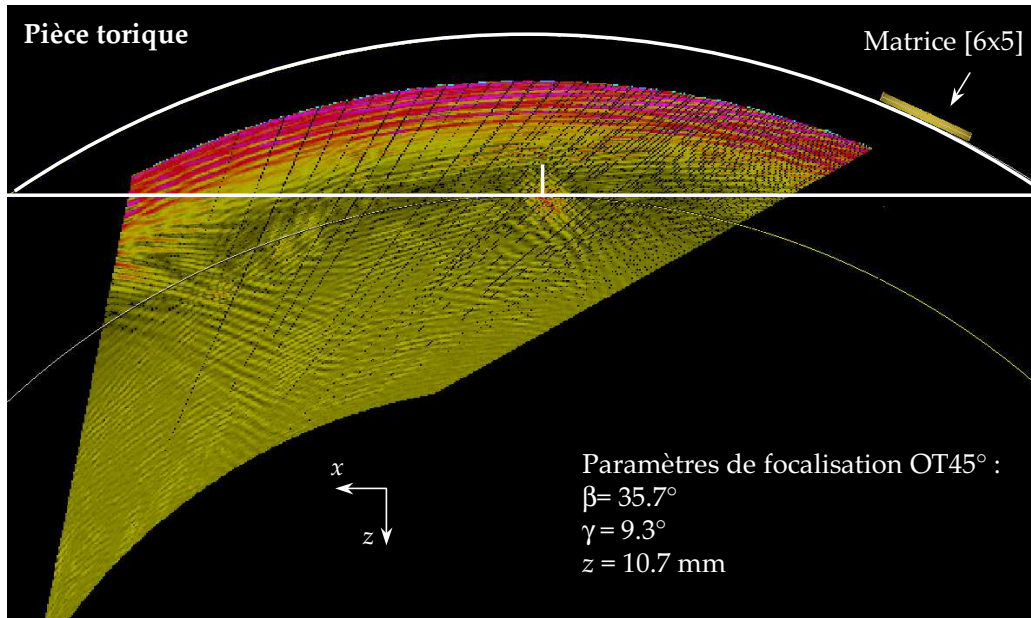 Pièce torique
Matrice [6x5]
x
z
Paramètres de focalisation OT45° :
β= 35.7°
γ = 9.3°
z = 10.7 mm